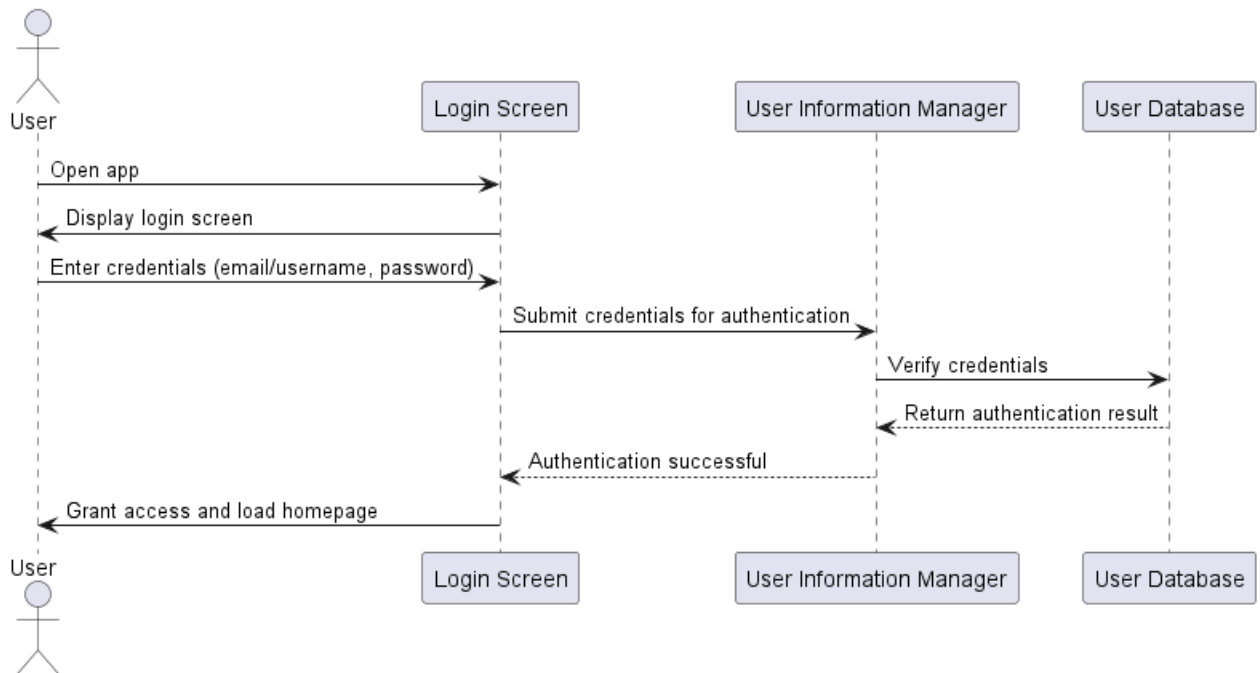 User
Login Screen
User Information Manager
User Database
Open app
Display login screen
Enter credentials (email/username, password)
Submit credentials for authentication
Verify credentials
Return authentication result
Authentication successful
Grant access and load homepage
User
Login Screen
User Information Manager
User Database